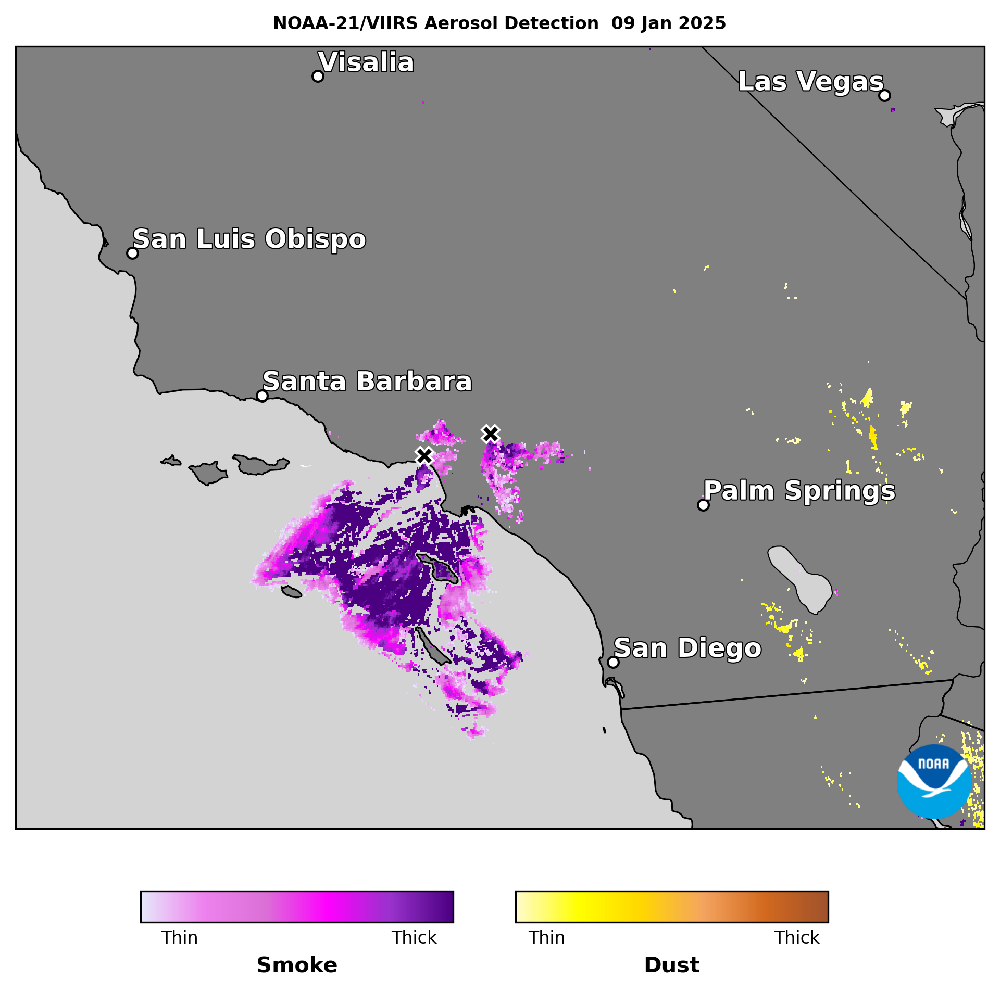 NOAA-21/VIIRS Aerosol Detection 09 Jan 2025
Visalia
Las Vegas
San Luis Obispo
Santa Barbara
Palm Springs
San Diego
NOAA
Thin Thick Thin Thick
Smoke Dust